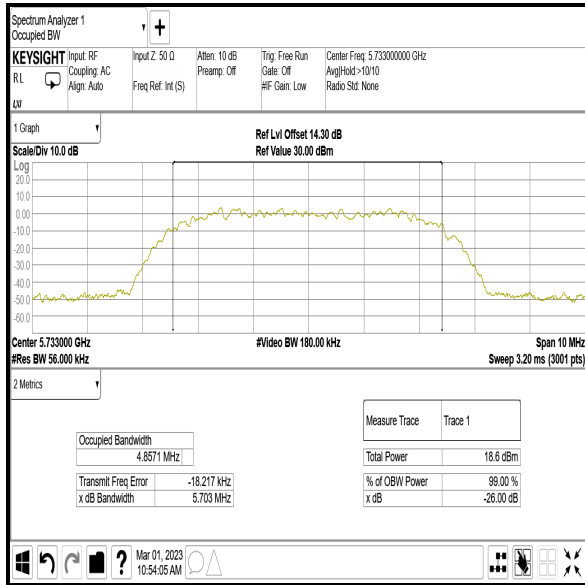 Spectrum Analyzer 1
Occupied BW
+
KEYSIGHT Input: RF Input Z: 50 Ω Atten: 10 dB Trig: Free Run Center Freq: 5.733000000 GHz
RL Coupling: AC Preamp: Off Gate: Off Avg|Hold:>10/10
Align: Auto Freq Ref: Int (S) #IF Gain: Low Radio Std: None
LXI
1 Graph
Ref Lvl Offset 14.30 dB
Scale/Div 10.0 dB Ref Value 30.00 dBm
Log
20.0
10.0
0.00
-10.0
-20.0
-30.0
-40.0
-50.0
-60.0
Center 5.733000 GHz #Video BW 180.00 kHz Span 10 MHz
#Res BW 56.000 kHz Sweep 3.20 ms (3001 pts)
2 Metrics
Measure Trace Trace 1
Occupied Bandwidth
4.8571 MHz Total Power 18.6 dBm
Transmit Freq Error -18.217 kHz % of OBW Power 99.00 %
x dB Bandwidth 5.703 MHz x dB -26.00 dB
? Mar 01, 2023
10:54:05 AM